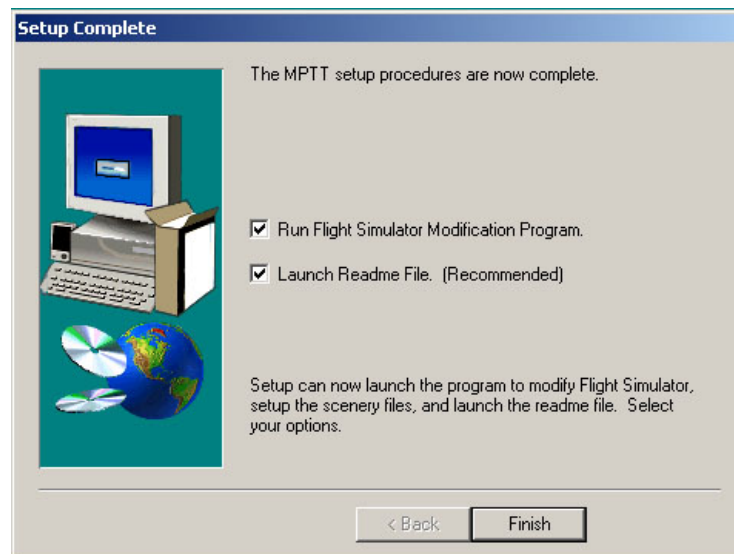 Setup Complete
The MPTT setup procedures are now complete.
Run Flight Simulator Modification Program.
Launch Readme File. (Recommended)
Setup can now launch the program to modify Flight Simulator,
setup the scenery files, and launch the readme file. Select
your options.
< Back
Finish